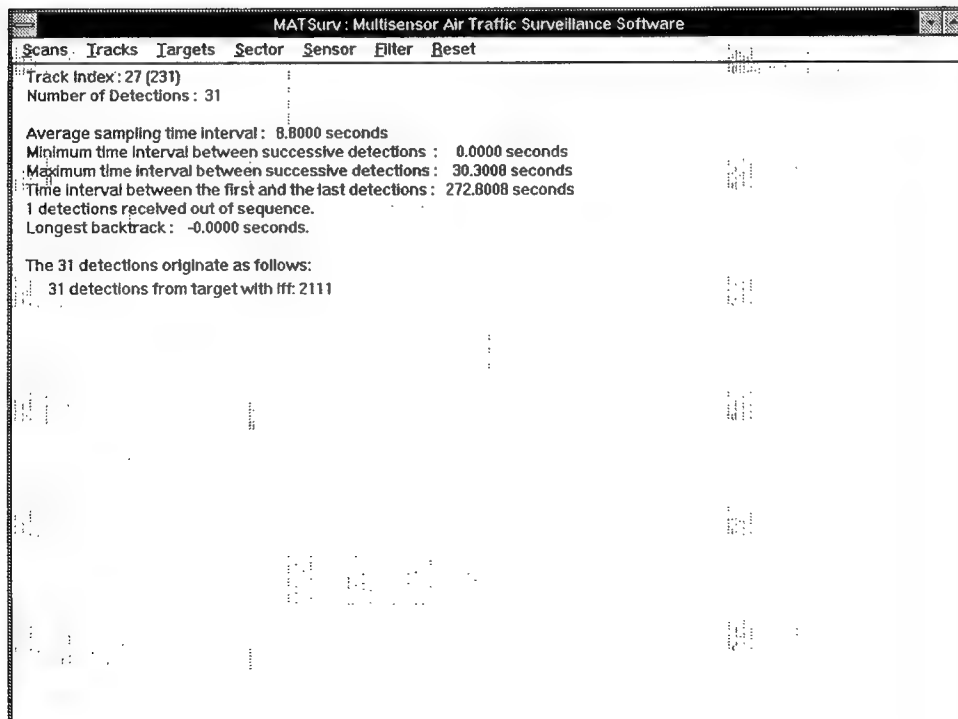 MATSurv : Multisensor Air Traffic Surveillance Software
Scans Tracks Targets Sector Sensor Filter Reset
Track Index : 27 (231)
Number of Detections : 31
Average sampling time interval : 8.8000 seconds
Minimum time interval between successive detections : 0.0000 seconds
Maximum time interval between successive detections : 30.3008 seconds
Time interval between the first and the last detections : 272.8008 seconds
1 detections received out of sequence.
Longest backtrack : -0.0000 seconds.
The 31 detections originate as follows:
31 detections from target with iff: 2111